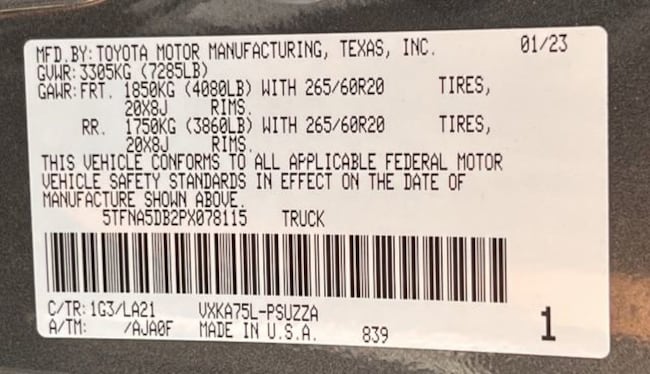 MFD.BY: TOYOTA MOTOR MANUFACTURING, TEXAS, INC. 01/23
GVWR: 3305KG (7285LB)
GAWR: FRT. 1850KG (4080LB) WITH 265/60R20 TIRES,
20X8J RIMS.
RR. 1750KG (3860LB) WITH 265/60R20 TIRES,
20X8J RIMS.
THIS VEHICLE CONFORMS TO ALL APPLICABLE FEDERAL MOTOR
VEHICLE SAFETY STANDARDS IN EFFECT ON THE DATE OF
MANUFACTURE SHOWN ABOVE.
5TFNA5DB2PX078115 TRUCK
C/TR: 1G3/LA21 VXKA75L-PSUZZA
A/TM: /AJA0F MADE IN U.S.A. 839 1